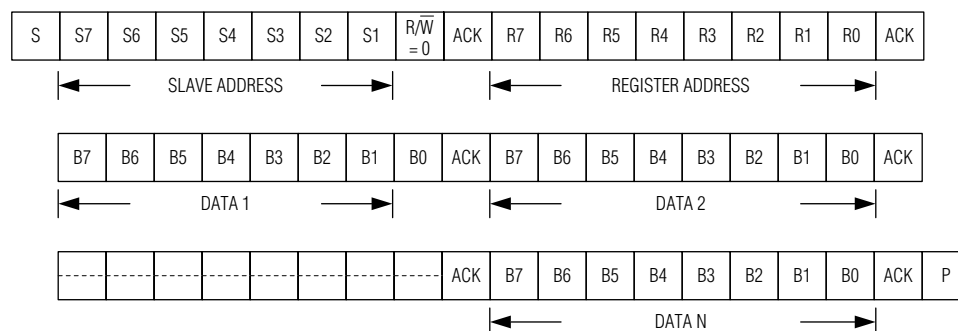 S S7 S6 S5 S4 S3 S2 S1 R/W̅ = 0 ACK R7 R6 R5 R4 R3 R2 R1 R0 ACK
SLAVE ADDRESS REGISTER ADDRESS
B7 B6 B5 B4 B3 B2 B1 B0 ACK B7 B6 B5 B4 B3 B2 B1 B0 ACK
DATA 1 DATA 2
ACK B7 B6 B5 B4 B3 B2 B1 B0 ACK P
DATA N